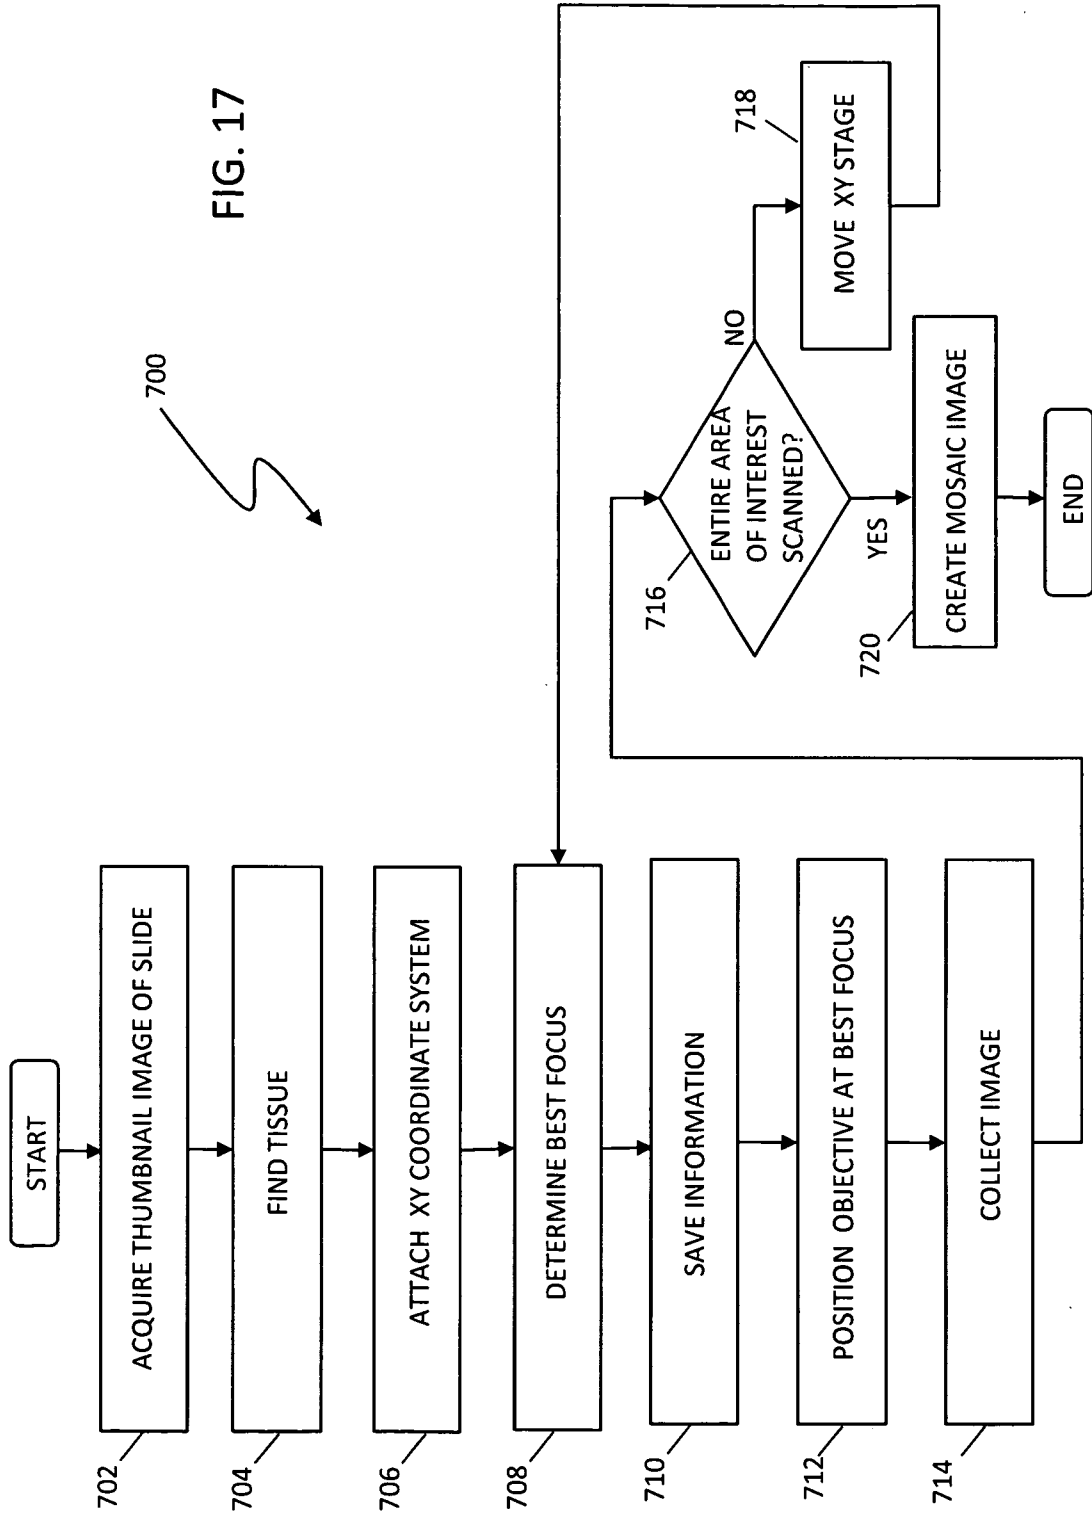 FIG. 17
700
START
702
ACQUIRE THUMBNAIL IMAGE OF SLIDE
704
FIND TISSUE
706
ATTACH XY COORDINATE SYSTEM
708
DETERMINE BEST FOCUS
710
SAVE INFORMATION
712
POSITION OBJECTIVE AT BEST FOCUS
714
COLLECT IMAGE
716
ENTIRE AREA
OF INTEREST
SCANNED?
NO
718
MOVE XY STAGE
YES
720
CREATE MOSAIC IMAGE
END